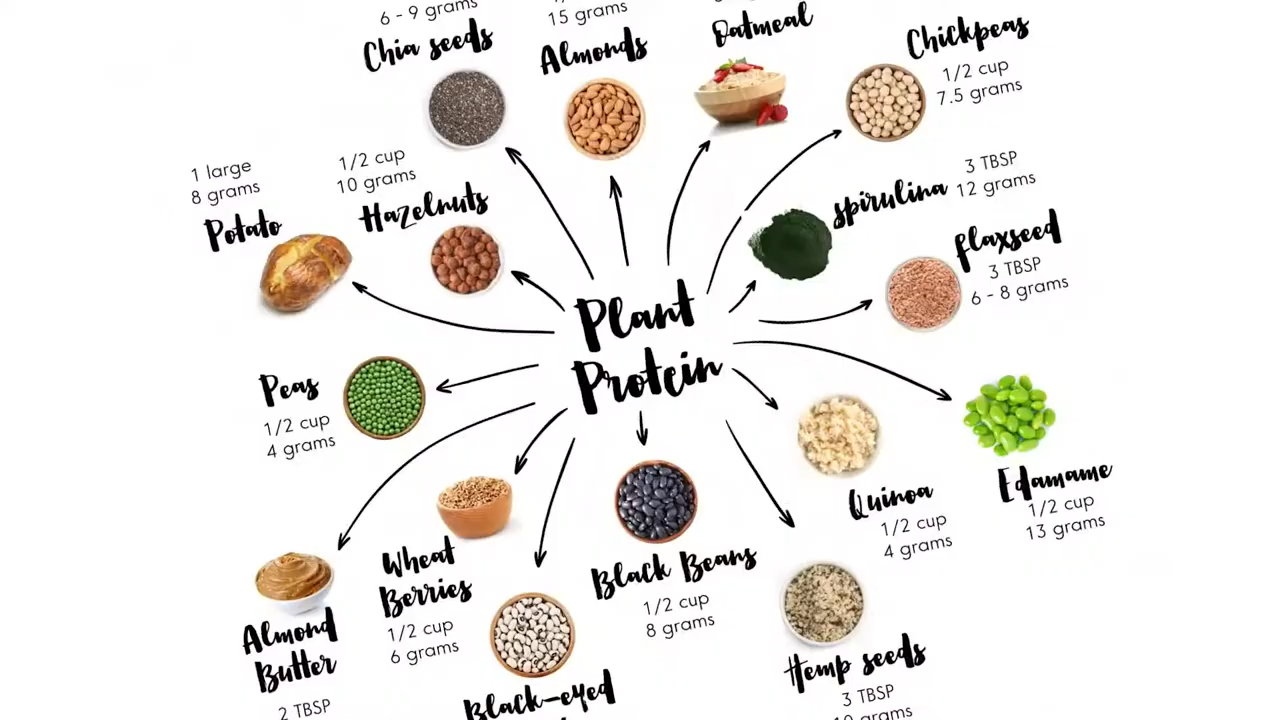 6 - 9 grams
Chia seeds
15 grams
Almonds
Oatmeal
Chickpeas
1/2 cup
7.5 grams
1 large
8 grams
Potato
1/2 cup
10 grams
Hazelnuts
spirulina
3 TBSP
12 grams
flaxseed
3 TBSP
6 - 8 grams
Plant
Protein
Peas
1/2 cup
4 grams
Quinoa
1/2 cup
4 grams
Edamame
1/2 cup
13 grams
Almond
Butter
2 TBSP
Wheat
Berries
1/2 cup
6 grams
Black-eyed
Black Beans
1/2 cup
8 grams
Hemp seeds
3 TBSP
10 grams